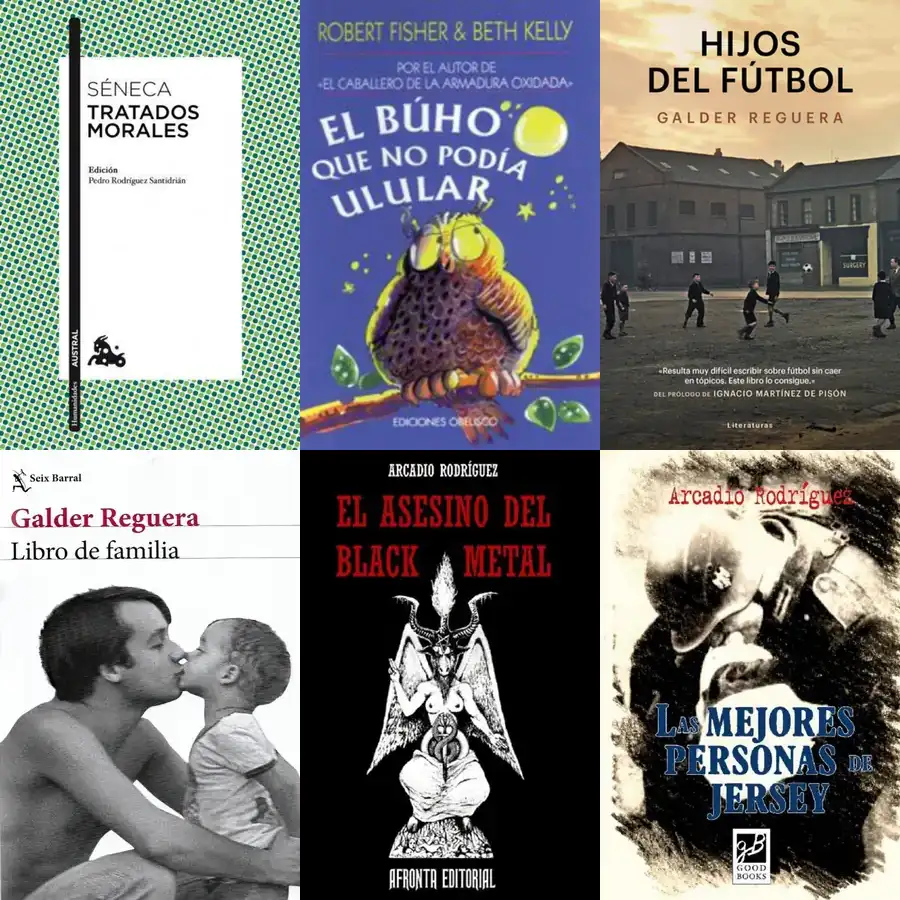 SÉNECA
TRATADOS
MORALES
Edición
Pedro Rodríguez Santidrián
AUSTRAL
Humanidades
ROBERT FISHER & BETH KELLY
POR EL AUTOR DE
«EL CABALLERO DE LA ARMADURA OXIDADA»
EL BÚHO
QUE NO PODÍA
ULULAR
EDICIONES OBELISCO
HIJOS
DEL FÚTBOL
GALDER REGUERA
SURGERY
«Resulta muy difícil escribir sobre fútbol sin caer
en tópicos. Este libro lo consigue.»
DEL PRÓLOGO DE IGNACIO MARTÍNEZ DE PISÓN
Literaturas
Seix Barral
Galder Reguera
Libro de familia
ARCADIO RODRÍGUEZ
EL ASESINO DEL
BLACK METAL
AFRONTA EDITORIAL
Arcadio Rodríguez
LAS MEJORES
PERSONAS DE
JERSEY
GB
GOOD
BOOKS